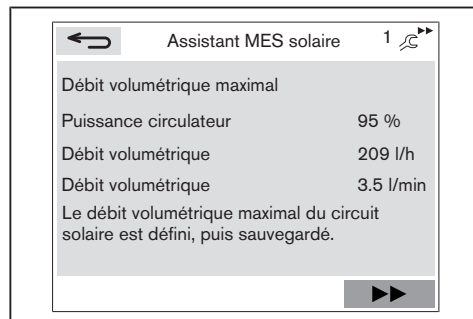 Assistant MES solaire 1
Débit volumétrique maximal
Puissance circulateur 95 %
Débit volumétrique 209 l/h
Débit volumétrique 3.5 l/min
Le débit volumétrique maximal du circuit
solaire est défini, puis sauvegardé.